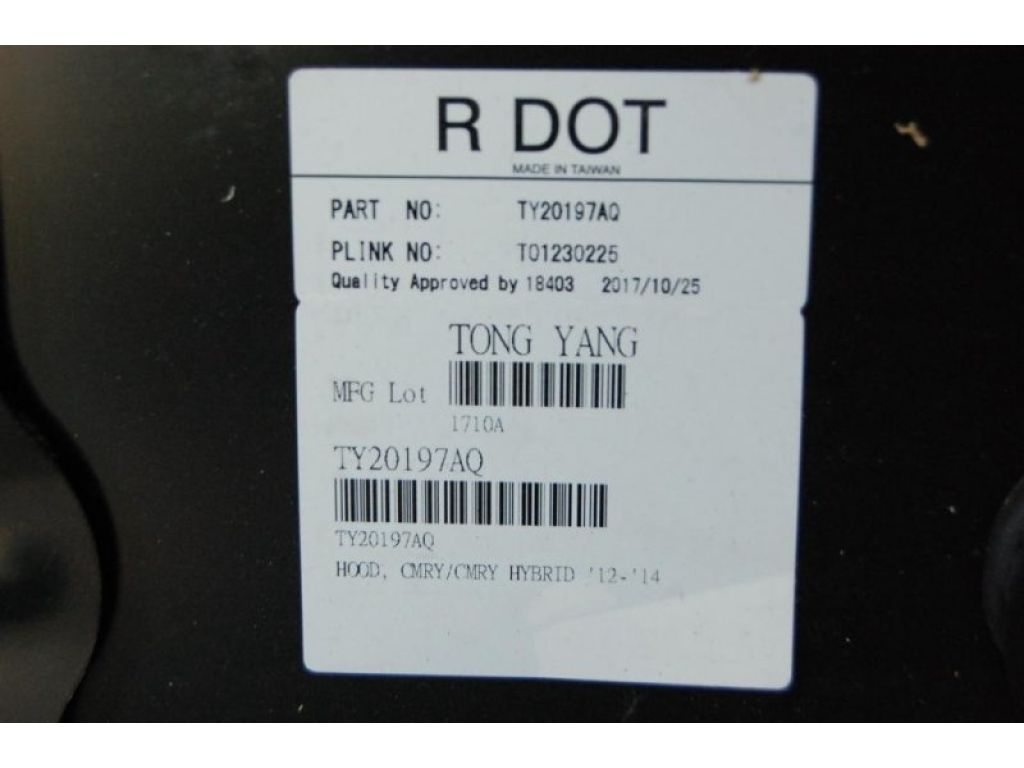 R DOT
MADE IN TAIWAN
PART NO: TY20197AQ
PLINK NO: T01230225
Quality Approved by 18403 2017/10/25
TONG YANG
MFG Lot
1710A
TY20197AQ
TY20197AQ
HOOD, CMRY/CMRY HYBRID '12-'14